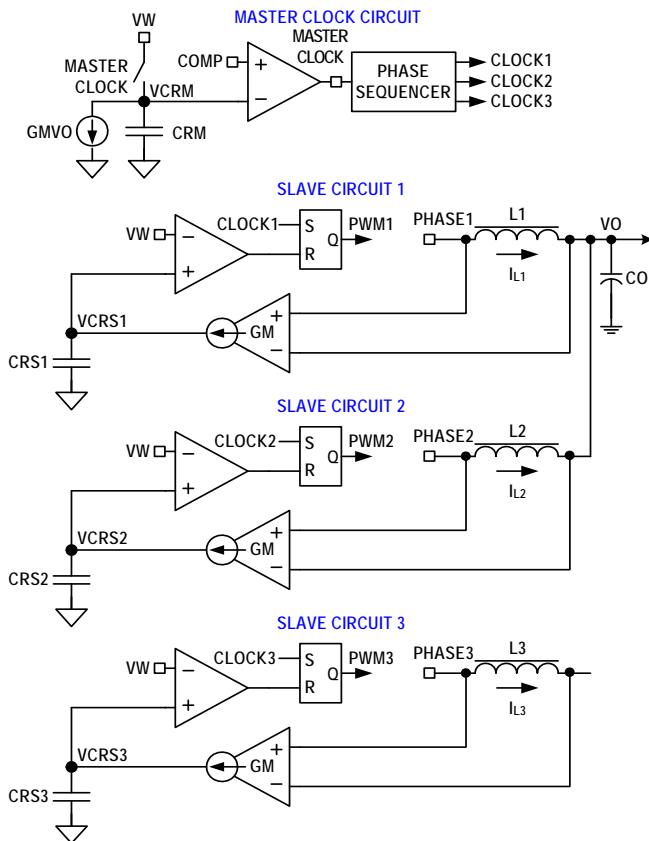 MASTER CLOCK CIRCUIT
VW
MASTER
CLOCK
COMP
+
−
MASTER
CLOCK
PHASE
SEQUENCER
CLOCK1
CLOCK2
CLOCK3
VCRM
GMVO
CRM
SLAVE CIRCUIT 1
VW
−
+
CLOCK1
S
R
Q
PWM1
PHASE1
L1
IL1
VO
CO
VCRS1
GM
+
−
CRS1
SLAVE CIRCUIT 2
VW
−
+
CLOCK2
S
R
Q
PWM2
PHASE2
L2
IL2
VCRS2
GM
+
−
CRS2
SLAVE CIRCUIT 3
VW
−
+
CLOCK3
S
R
Q
PWM3
PHASE3
L3
IL3
VCRS3
GM
+
−
CRS3